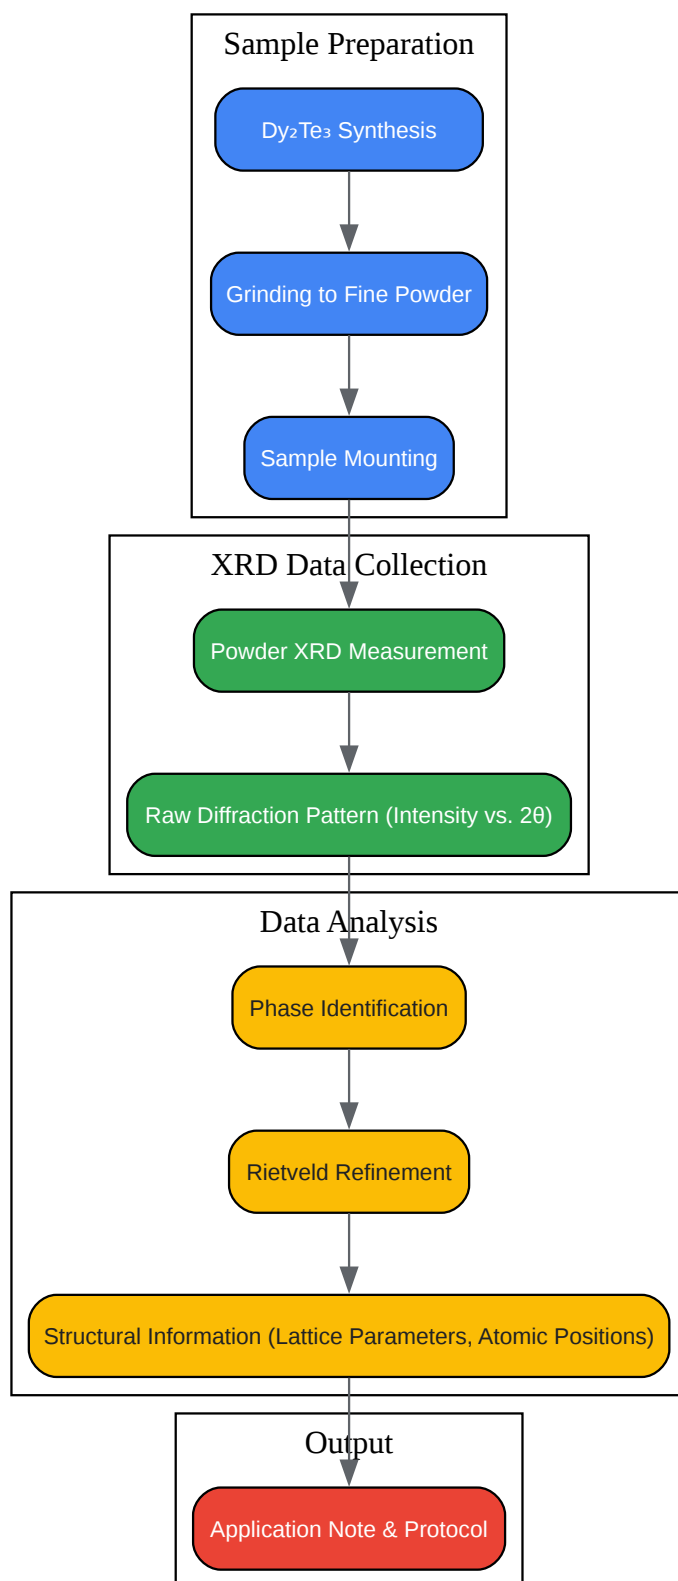 Sample Preparation
Dy₂Te₃ Synthesis
Grinding to Fine Powder
Sample Mounting
XRD Data Collection
Powder XRD Measurement
Raw Diffraction Pattern (Intensity vs. 2θ)
Data Analysis
Phase Identification
Rietveld Refinement
Structural Information (Lattice Parameters, Atomic Positions)
Output
Application Note & Protocol